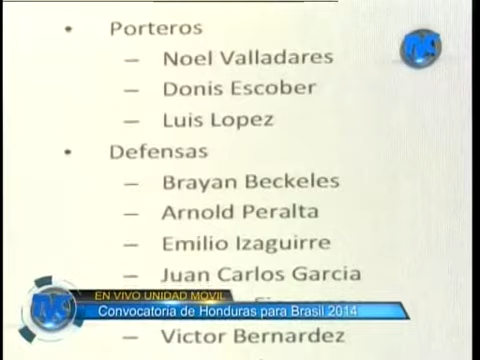 • Porteros
– Noel Valladares
– Donis Escober
– Luis Lopez
• Defensas
– Brayan Beckeles
– Arnold Peralta
– Emilio Izaguirre
– Juan Carlos Garcia
EN VIVO UNIDAD MOVIL
Convocatoria de Honduras para Brasil 2014
– Victor Bernardez